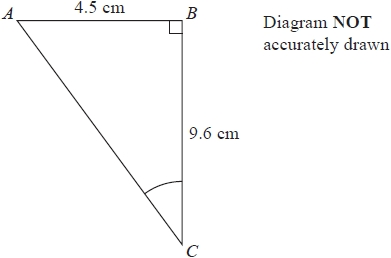 4.5 cm
A
B
Diagram NOT
accurately drawn
9.6 cm
C